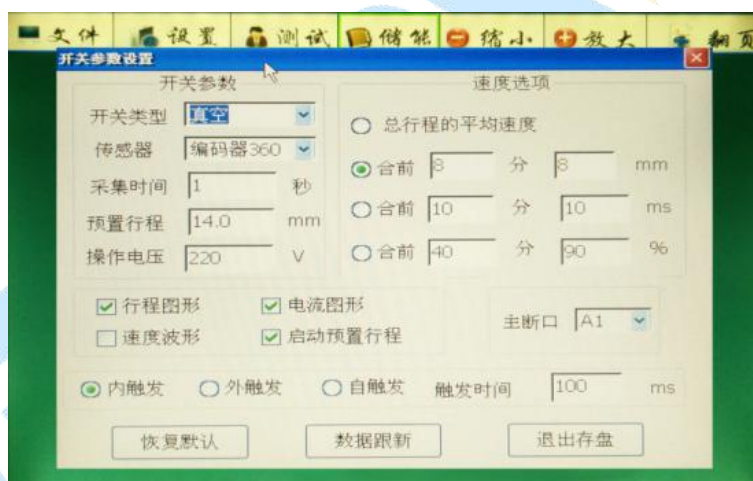 文件 设置 测试 储能 缩小 放大 翻页
开关参数设置
开关参数
开关类型 真空
传感器 编码器360
采集时间 1 秒
预置行程 14.0 mm
操作电压 220 V
速度选项
总行程的平均速度
合前 8 分 8 mm
合前 10 分 10 ms
合前 40 分 90 %
行程图形 电流图形
速度波形 启动预置行程
主断口 A1
内触发 外触发 自触发 触发时间 100 ms
恢复默认 数据跟新 退出存盘